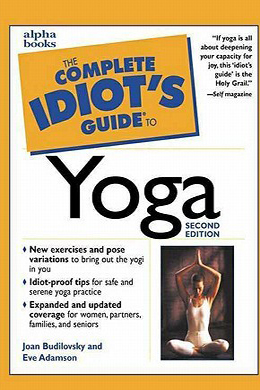 alpha
books
THE
COMPLETE
IDIOT'S
GUIDE® TO
"If yoga is all
about deepening
your capacity for
joy, this 'idiot's
guide' is the
Holy Grail."
—Self magazine
Yoga
SECOND
EDITION
New exercises and pose
variations to bring out the yogi
in you
Idiot-proof tips for safe and
serene yoga practice
Expanded and updated
coverage for women, partners,
families, and seniors
Joan Budilovsky and
Eve Adamson